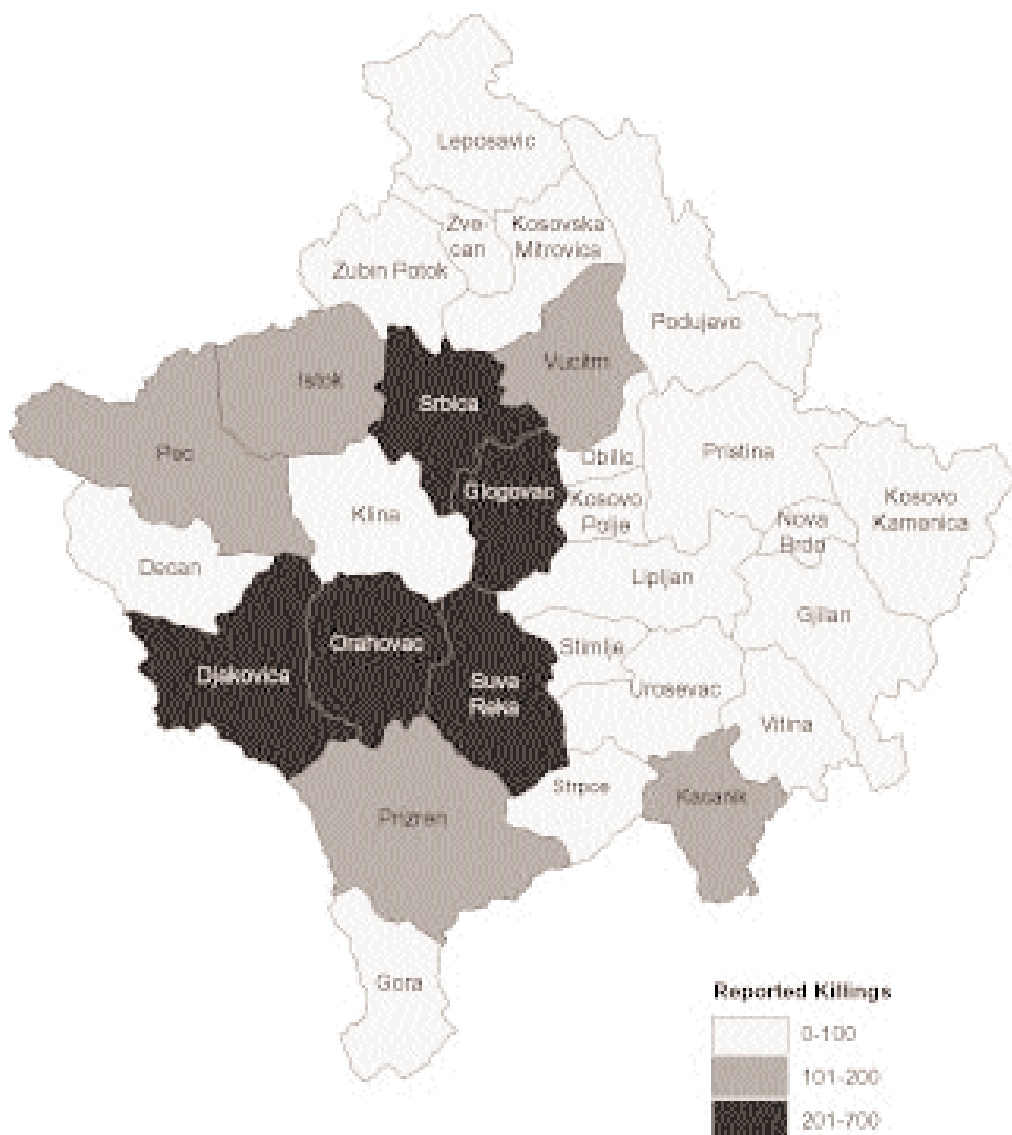 Leposavic
Zve-
can
Kosovska
Mitrovica
Zubin Potok
Podujevo
Vucitrn
Istok
Srbica
Pec
Obilic
Pristina
Glogovac
Kosovo
Polje
Klina
Nova
Brdo
Kosovo
Kamenica
Decan
Lipljan
Gjilan
Orahovac
Stimlje
Djakovica
Suva
Reka
Urosevac
Vitina
Strpce
Kacanik
Prizren
Gora
Reported Killings
0-100
101-200
201-700